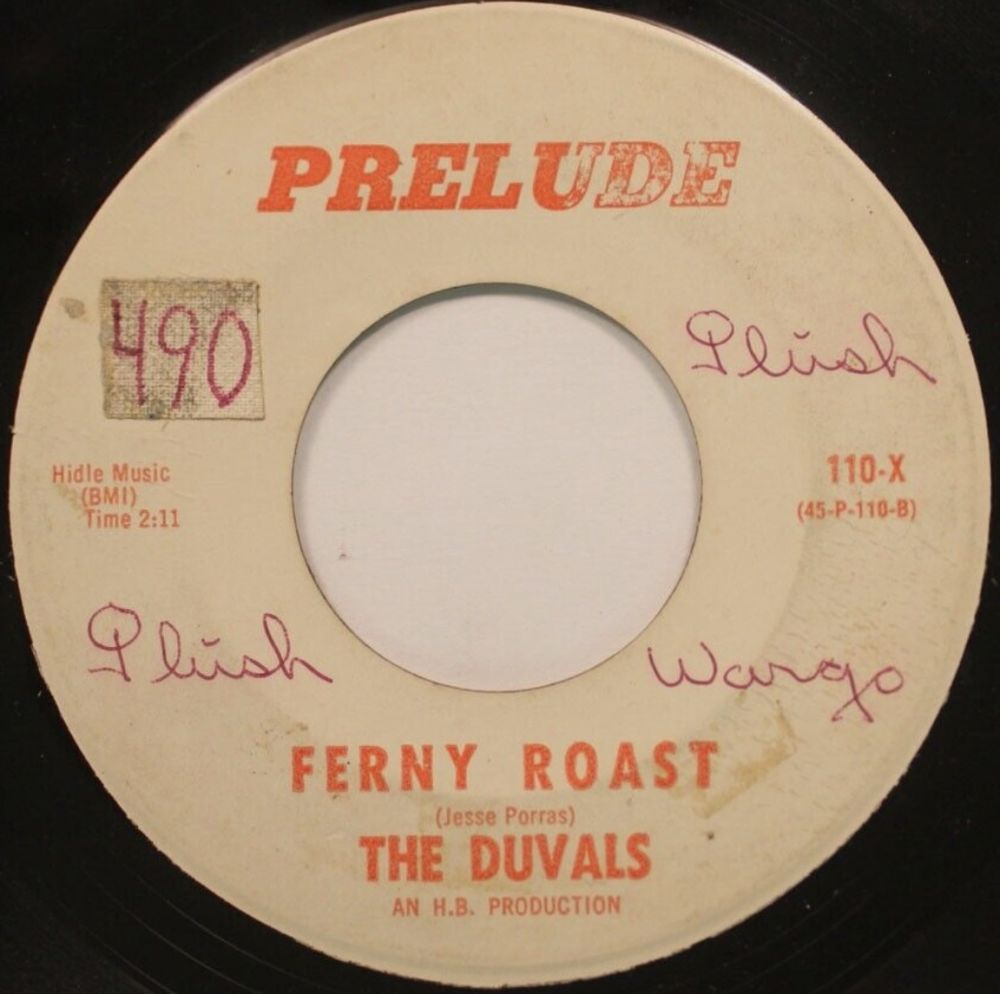 PRELUDE
490
Plush
Hidle Music
(BMI)
Time 2:11
110-X
(45-P-110-B)
Plush
Wargo
FERNY ROAST
(Jesse Porras)
THE DUVALS
AN H.B. PRODUCTION